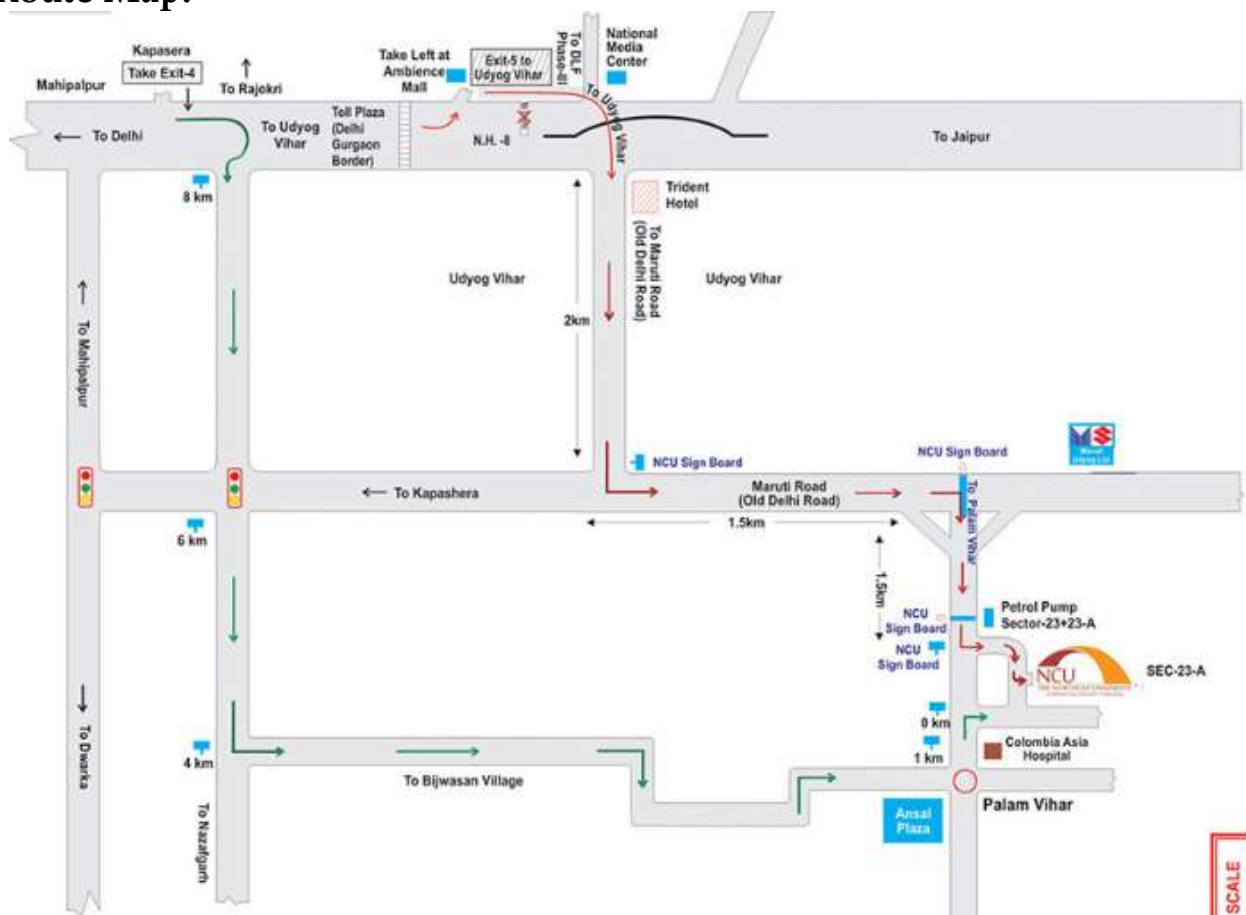 Route Map:
Kapasera
Take Exit-4
Mahipalpur
To Rajokri
Take Left at
Ambience
Mall
Exit-5 to
Udyog Vihar
To DLF
Phase-III
National
Media
Center
To Delhi
To Udyog
Vihar
Toll Plaza
(Delhi
Gurgaon
Border)
N.H. -8
To Udyog Vihar
To Jaipur
8 km
Trident
Hotel
To Maruti Road
(Old Delhi Road)
Udyog Vihar
Udyog Vihar
To Mahipalpur
2km
NCU Sign Board
NCU Sign Board
To Kapashera
Maruti Road
(Old Delhi Road)
To Palam Vihar
1.5km
6 km
1.5km
NCU
Sign Board
Petrol Pump
Sector-23+23-A
NCU
Sign Board
NCU
SEC-23-A
To Dwarka
0 km
4 km
1 km
Colombia Asia
Hospital
To Bijwasan Village
To Nazafgarh
Ansal
Plaza
Palam Vihar
SCALE